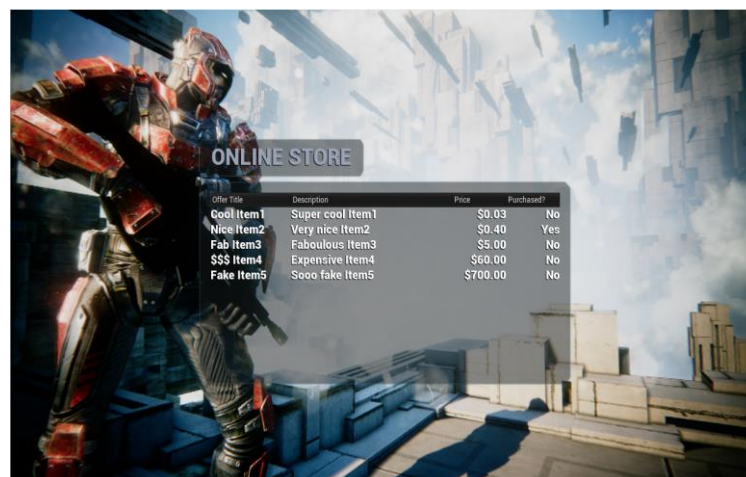 ONLINE STORE
Offer Title Description Price Purchased?
Cool Item1 Super cool Item1 $0.03 No
Nice Item2 Very nice Item2 $0.40 Yes
Fab Item3 Faboulous Item3 $5.00 No
$$$ Item4 Expensive Item4 $60.00 No
Fake Item5 Sooo fake Item5 $700.00 No